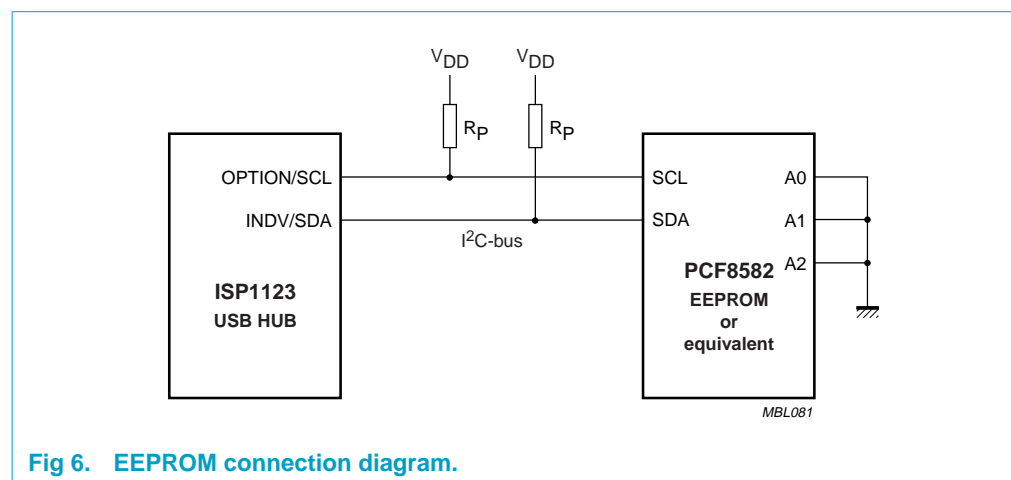 VDD VDD
RP RP
OPTION/SCL
INDV/SDA
I2C-bus
ISP1123
USB HUB
SCL
SDA
A0
A1
A2
PCF8582
EEPROM
or
equivalent
MBL081
Fig 6. EEPROM connection diagram.